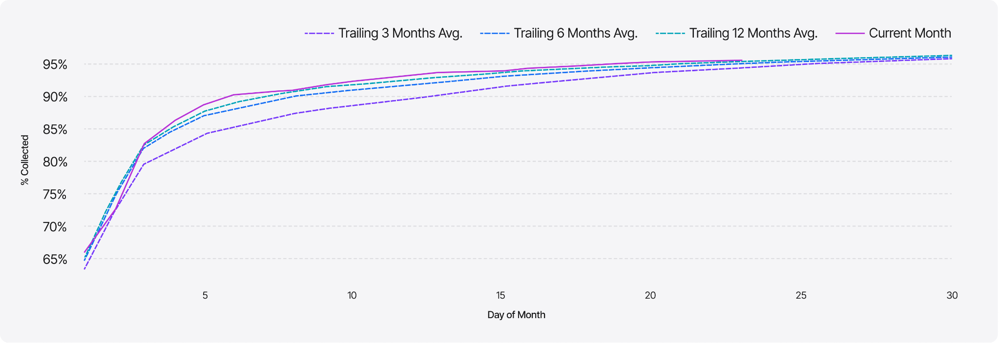 Trailing 3 Months Avg. Trailing 6 Months Avg. Trailing 12 Months Avg. Current Month
95%
90%
85%
80%
75%
70%
65%
% Collected
5 10 15 20 25 30
Day of Month